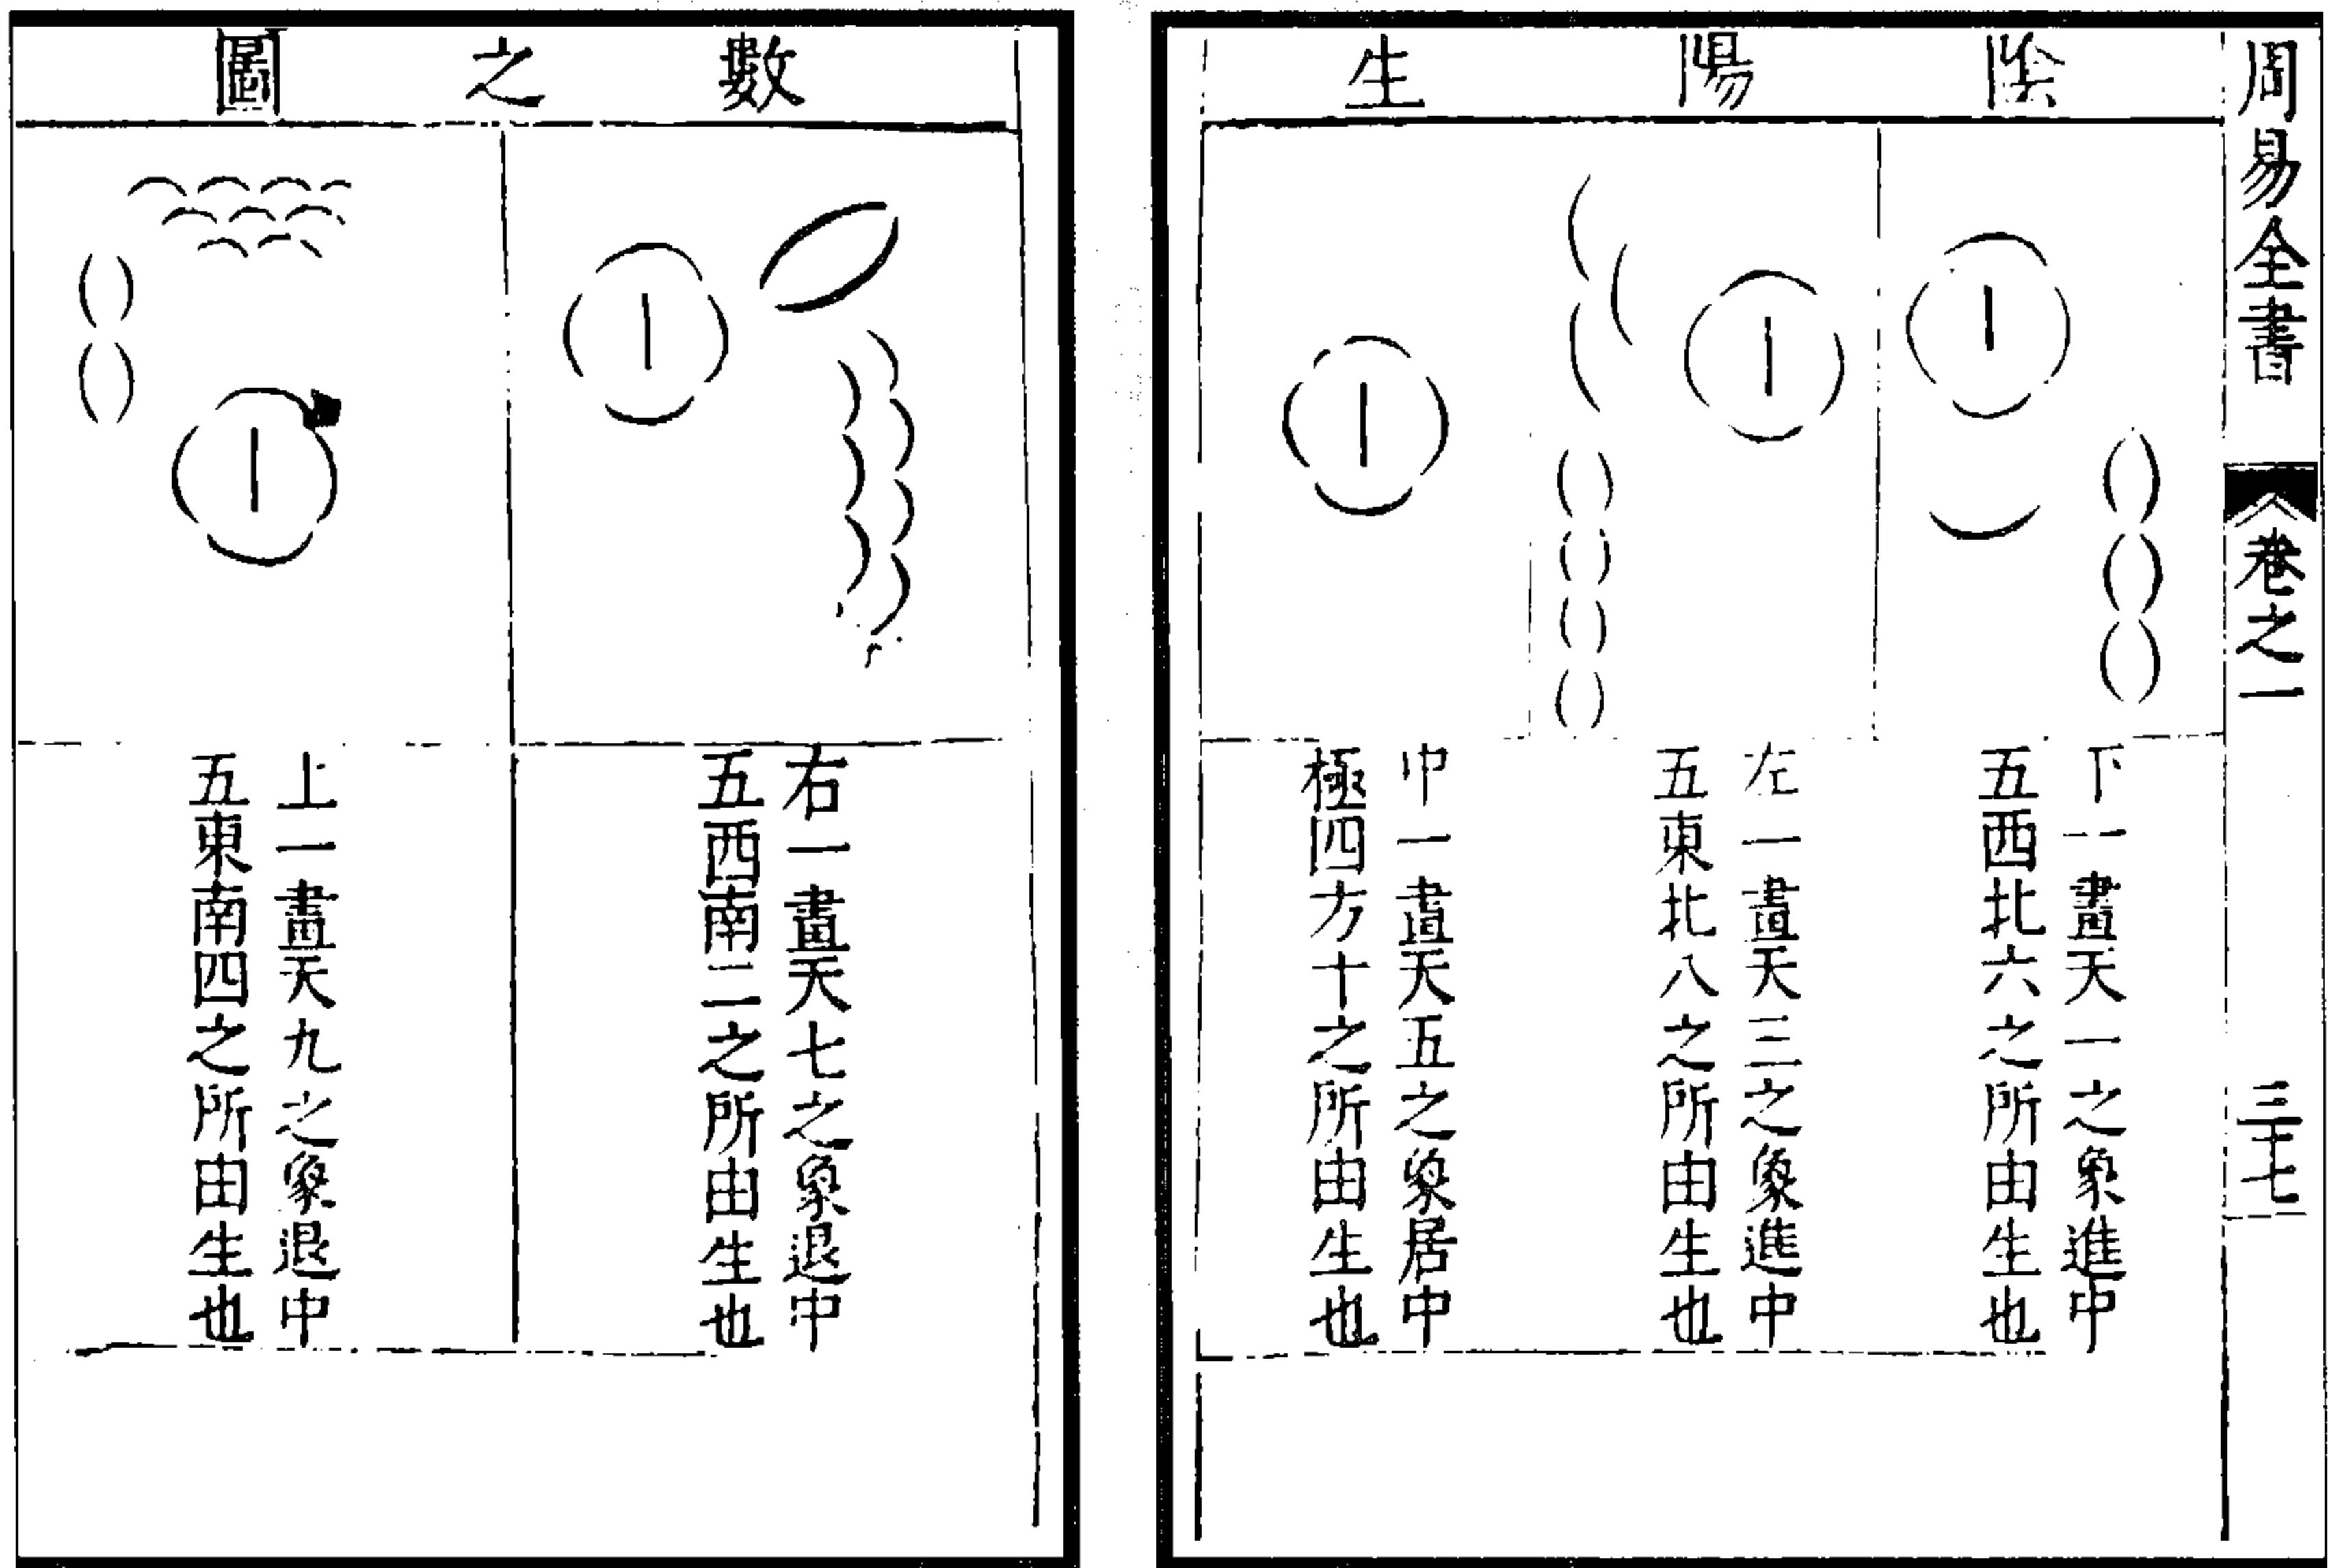 周易全書
卷之一
三十七
陰陽生
下一畫天一之象進中
五西北六之所由生也
左一畫天三之象進中
五東北八之所由生也
中一畫天五之象居中
極四方十之所由生也
數之圖
右一畫天七之象退中
五西南二之所由生也
上一畫天九之象退中
五東南四之所由生也